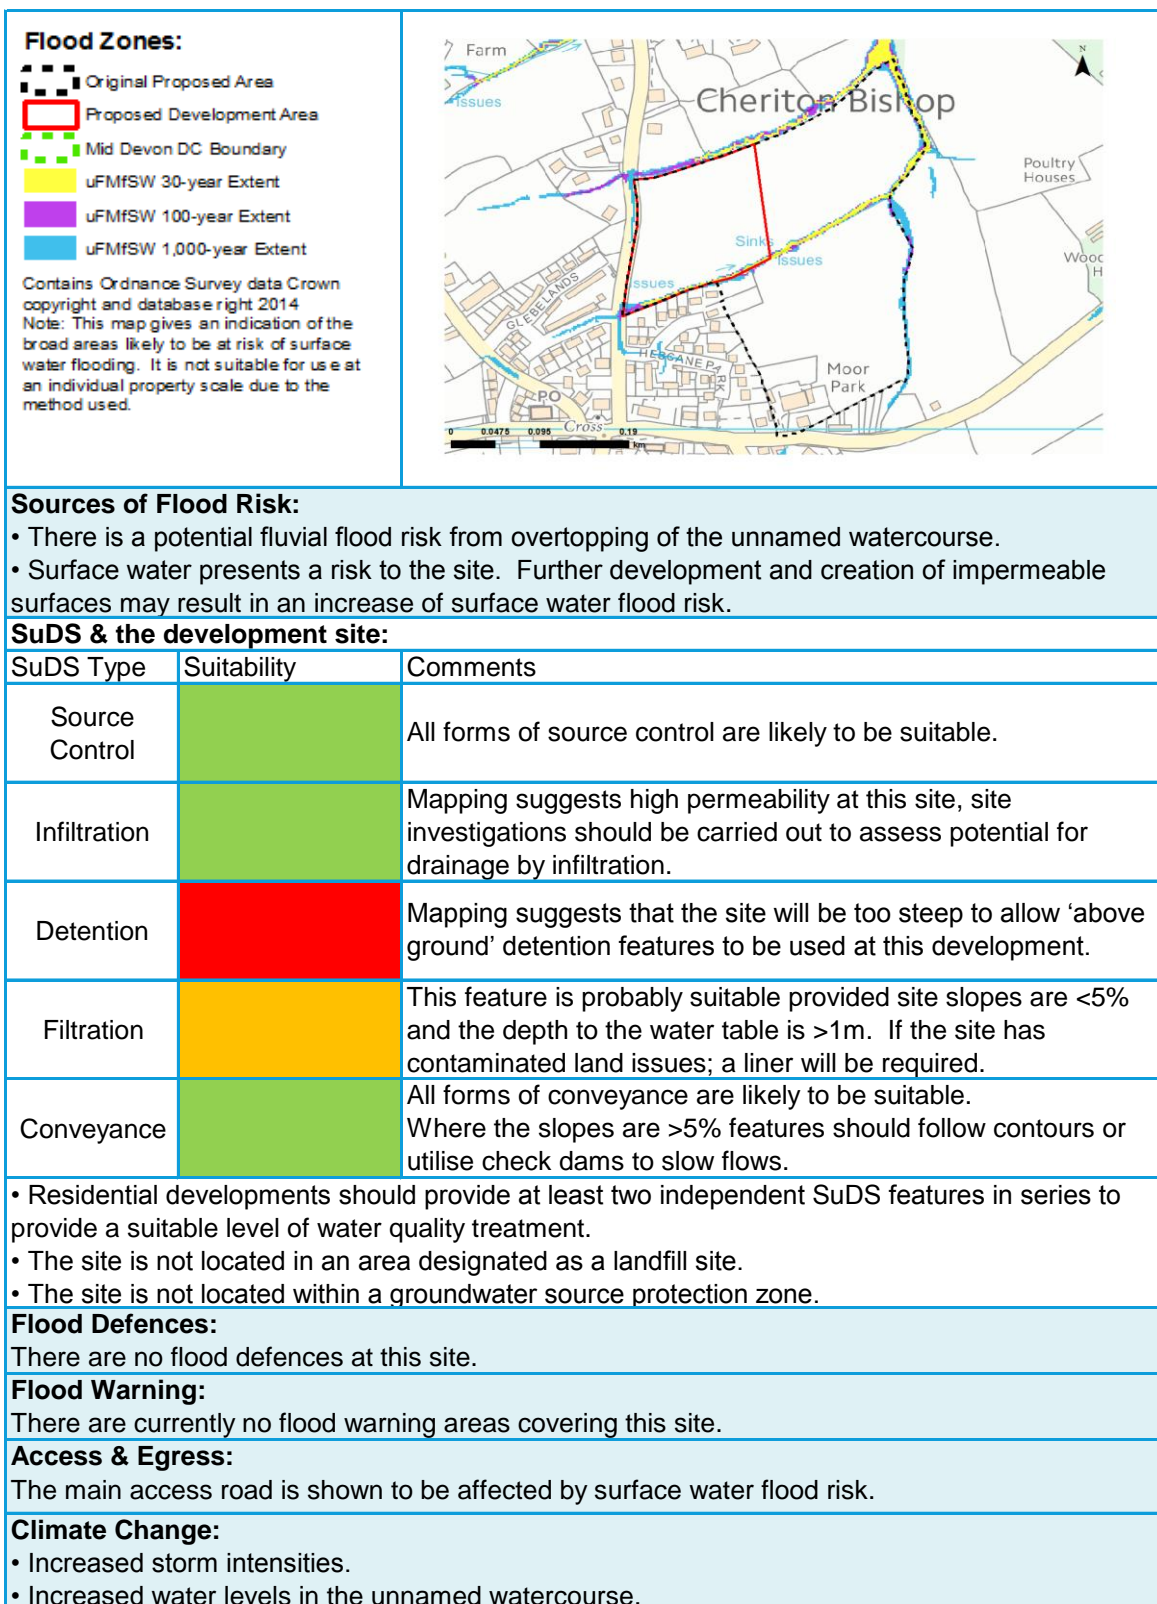 Flood Zones:
Original Proposed Area
Proposed Development Area
Mid Devon DC Boundary
uFMfSW 30-year Extent
uFMfSW 100-year Extent
uFMfSW 1,000-year Extent
Contains Ordnance Survey data Crown
copyright and database right 2014
Note: This map gives an indication of the
broad areas likely to be at risk of surface
water flooding. It is not suitable for use at
an individual property scale due to the
method used.
Farm
N
Issues
Cheriton Bishop
Poultry
Houses
Sinks
Issues
Issues
GLEBELANDS
HEBGANE PARK
Moor
Park
PO
Cross
0 0.0475 0.095 0.19
km
Sources of Flood Risk:
• There is a potential fluvial flood risk from overtopping of the unnamed watercourse.
• Surface water presents a risk to the site. Further development and creation of impermeable
surfaces may result in an increase of surface water flood risk.
SuDS & the development site:
SuDS Type Suitability Comments
Source
Control
All forms of source control are likely to be suitable.
Infiltration
Mapping suggests high permeability at this site, site
investigations should be carried out to assess potential for
drainage by infiltration.
Detention
Mapping suggests that the site will be too steep to allow ‘above
ground’ detention features to be used at this development.
Filtration
This feature is probably suitable provided site slopes are <5%
and the depth to the water table is >1m. If the site has
contaminated land issues; a liner will be required.
Conveyance
All forms of conveyance are likely to be suitable.
Where the slopes are >5% features should follow contours or
utilise check dams to slow flows.
• Residential developments should provide at least two independent SuDS features in series to
provide a suitable level of water quality treatment.
• The site is not located in an area designated as a landfill site.
• The site is not located within a groundwater source protection zone.
Flood Defences:
There are no flood defences at this site.
Flood Warning:
There are currently no flood warning areas covering this site.
Access & Egress:
The main access road is shown to be affected by surface water flood risk.
Climate Change:
• Increased storm intensities.
• Increased water levels in the unnamed watercourse.